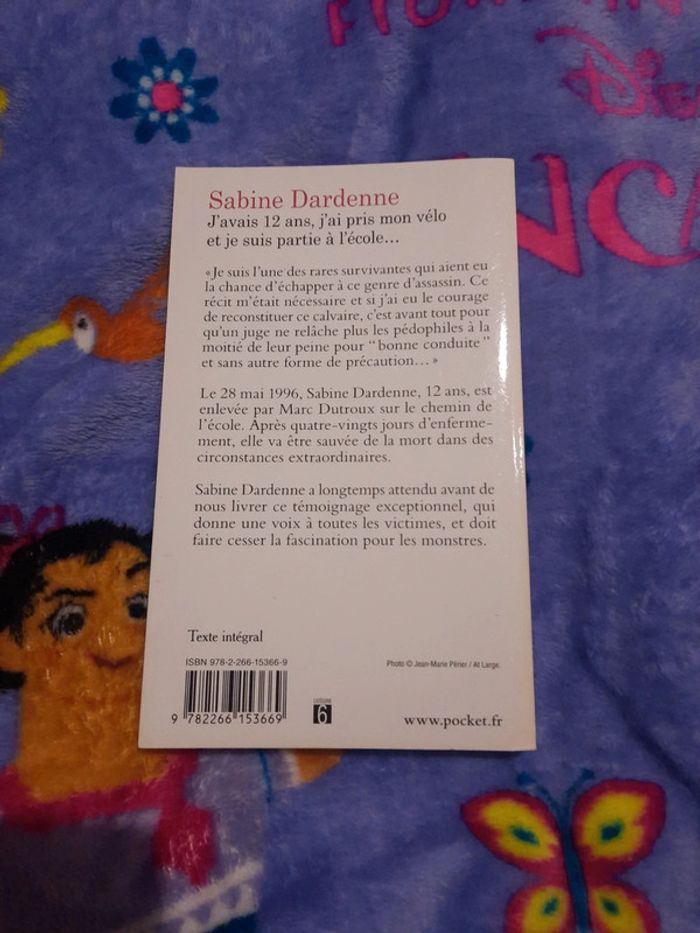 Sabine Dardenne
J'avais 12 ans, j'ai pris mon vélo
et je suis partie à l'école…
« Je suis l'une des rares survivantes qui aient eu
la chance d'échapper à ce genre d'assassin. Ce
récit m'était nécessaire et si j'ai eu le courage
de reconstituer ce calvaire, c'est avant tout pour
qu'un juge ne relâche plus les pédophiles à la
moitié de leur peine pour “ bonne conduite ”
et sans autre forme de précaution… »
Le 28 mai 1996, Sabine Dardenne, 12 ans, est
enlevée par Marc Dutroux sur le chemin de
l'école. Après quatre-vingts jours d'enferme-
ment, elle va être sauvée de la mort dans des
circonstances extraordinaires.
Sabine Dardenne a longtemps attendu avant de
nous livrer ce témoignage exceptionnel, qui
donne une voix à toutes les victimes, et doit
faire cesser la fascination pour les monstres.
Texte intégral
ISBN 978-2-266-15366-9
Photo © Jean-Marie Périer / At Large.
9 782266 153669
CATÉGORIE
6
www.pocket.fr